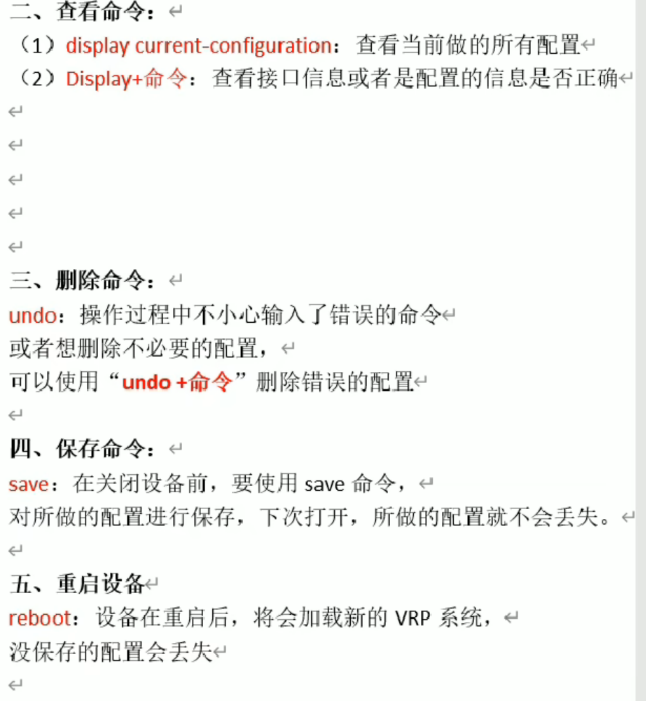 二、查看命令：
（1）display current-configuration：查看当前做的所有配置
（2）Display+命令：查看接口信息或者是配置的信息是否正确
三、删除命令：
undo：操作过程中不小心输入了错误的命令
或者想删除不必要的配置，
可以使用“undo +命令”删除错误的配置
四、保存命令：
save：在关闭设备前，要使用 save 命令，
对所做的配置进行保存，下次打开，所做的配置就不会丢失。
五、重启设备
reboot：设备在重启后，将会加载新的 VRP 系统，
没保存的配置会丢失